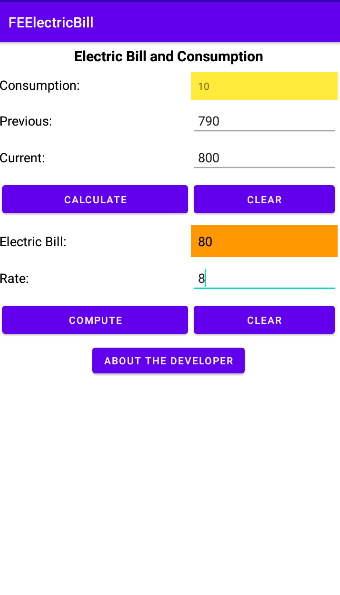 FEElectricBill
Electric Bill and Consumption
Consumption: 10
Previous: 790
Current: 800
CALCULATE CLEAR
Electric Bill: 80
Rate: 8
COMPUTE CLEAR
ABOUT THE DEVELOPER